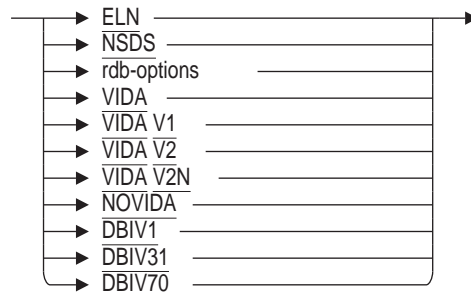 ELN
NSDS
rdb-options
VIDA
VIDA V1
VIDA V2
VIDA V2N
NOVIDA
DBIV1
DBIV31
DBIV70